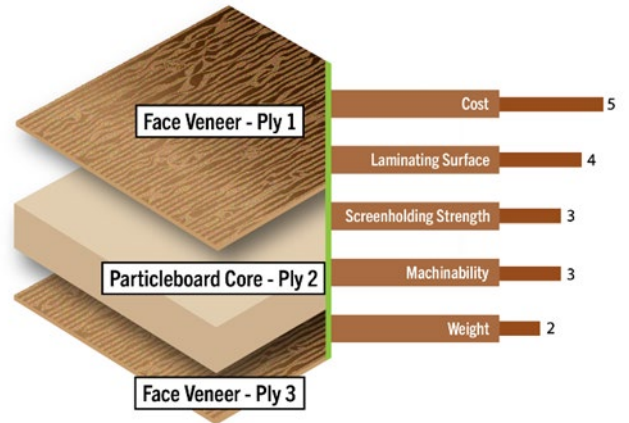 Face Veneer - Ply 1
Particleboard Core - Ply 2
Face Veneer - Ply 3
Cost 5
Laminating Surface 4
Screenholding Strength 3
Machinability 3
Weight 2